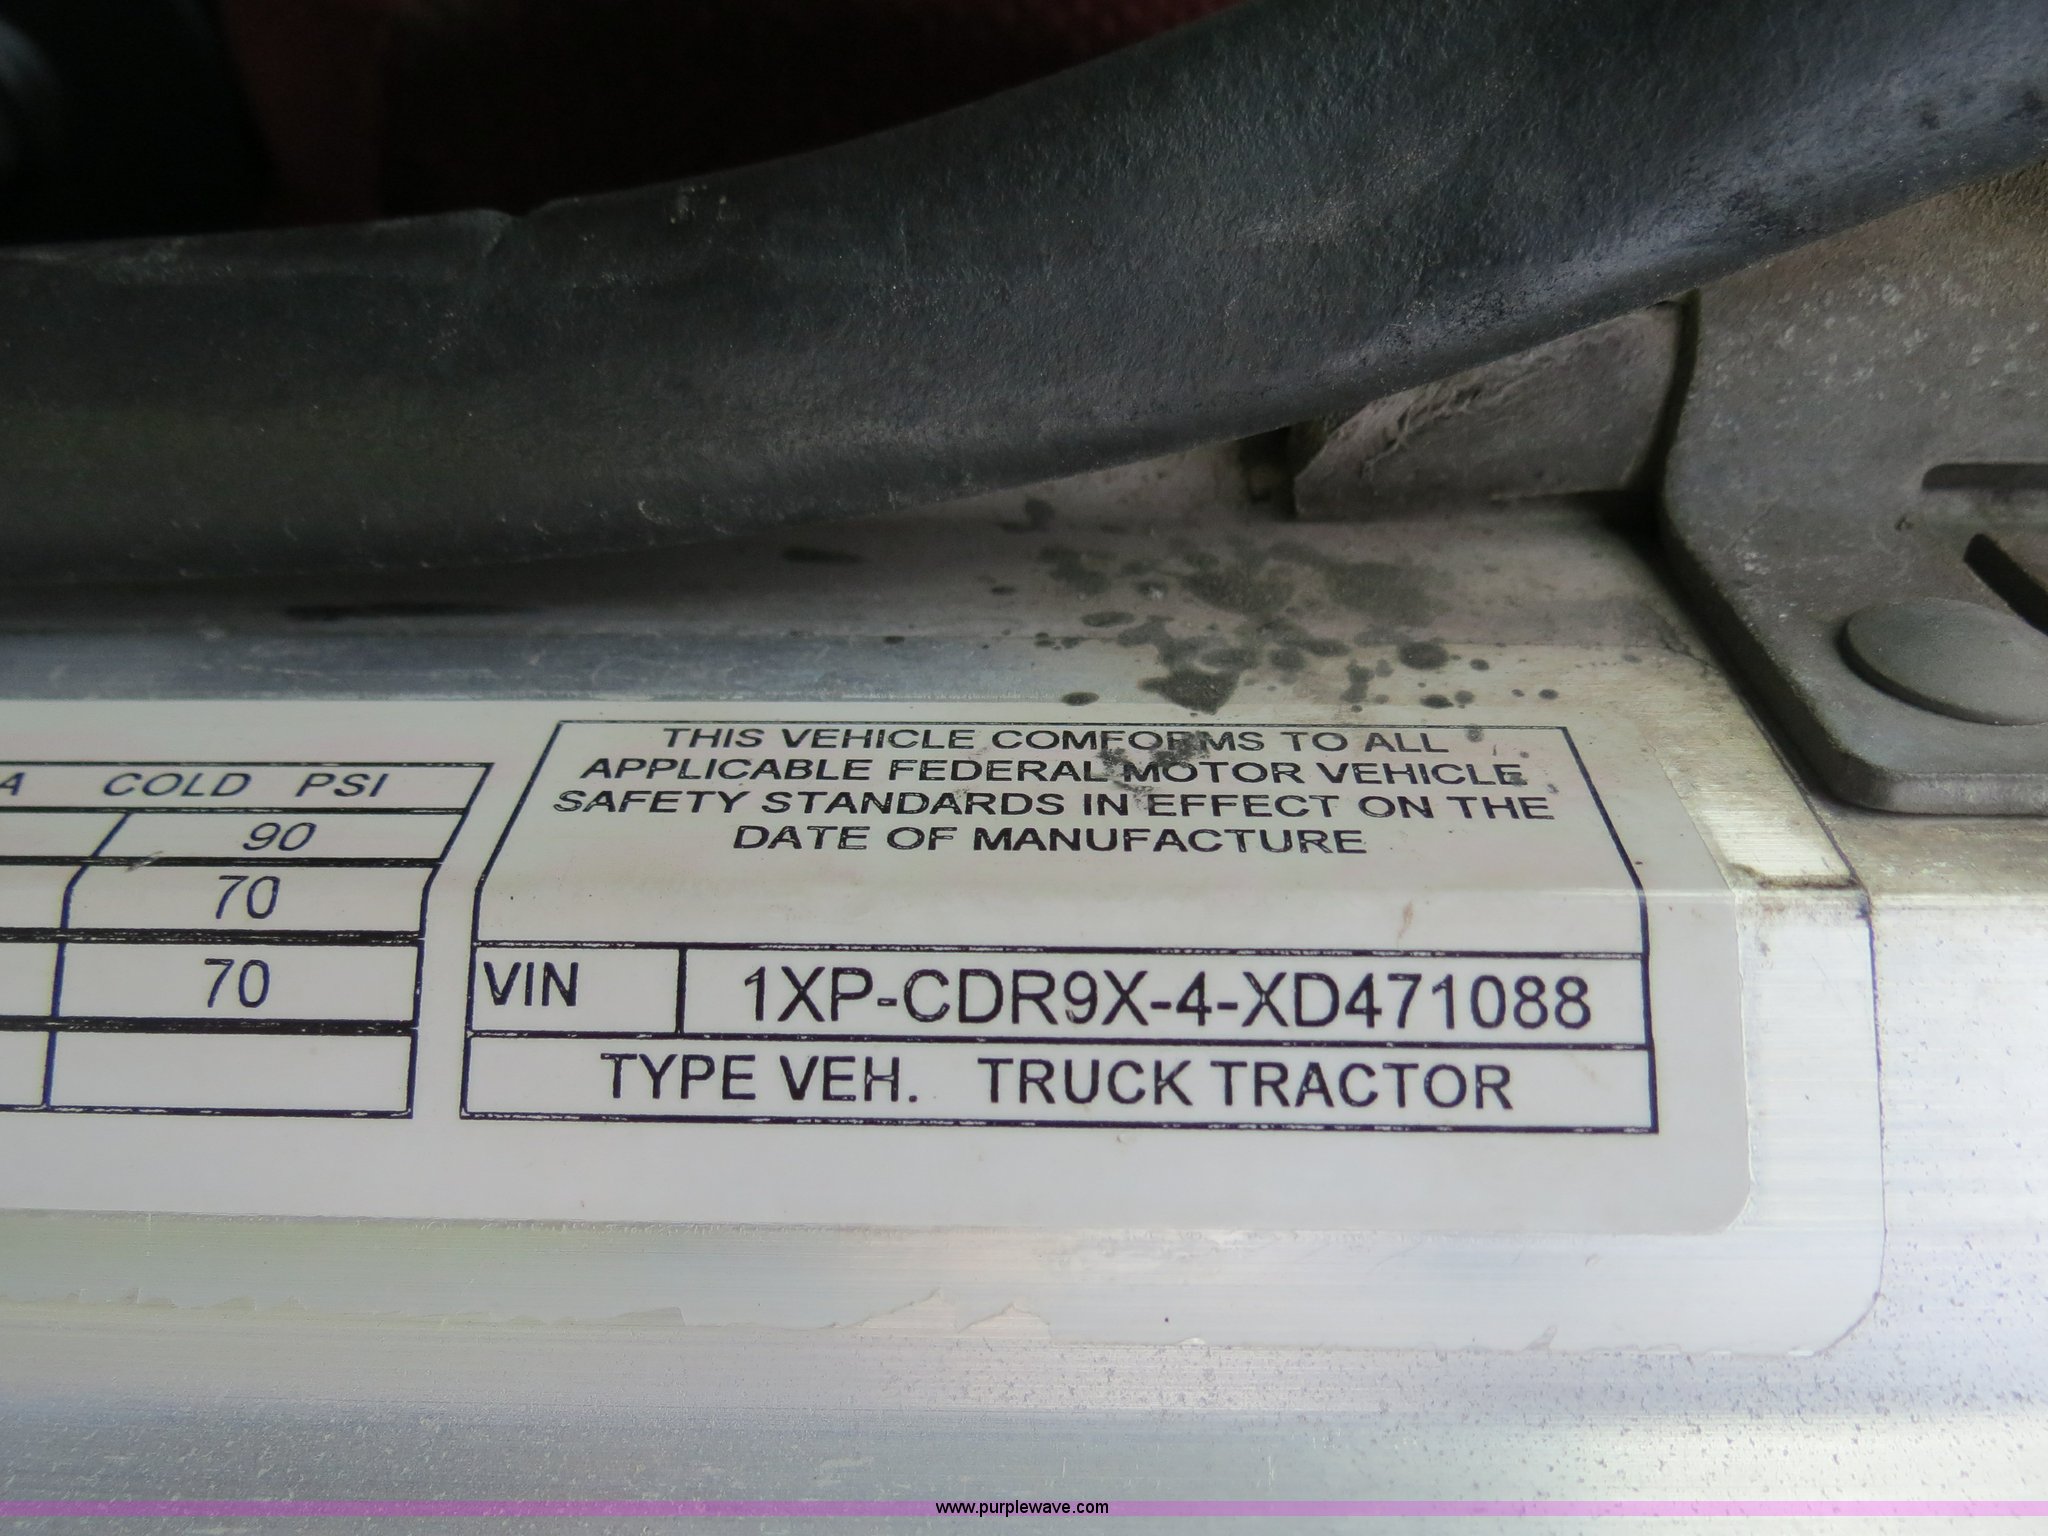 A COLD PSI
90
70
70
THIS VEHICLE COMFORMS TO ALL
APPLICABLE FEDERAL MOTOR VEHICLE
SAFETY STANDARDS IN EFFECT ON THE
DATE OF MANUFACTURE
VIN 1XP-CDR9X-4-XD471088
TYPE VEH. TRUCK TRACTOR
www.purplewave.com